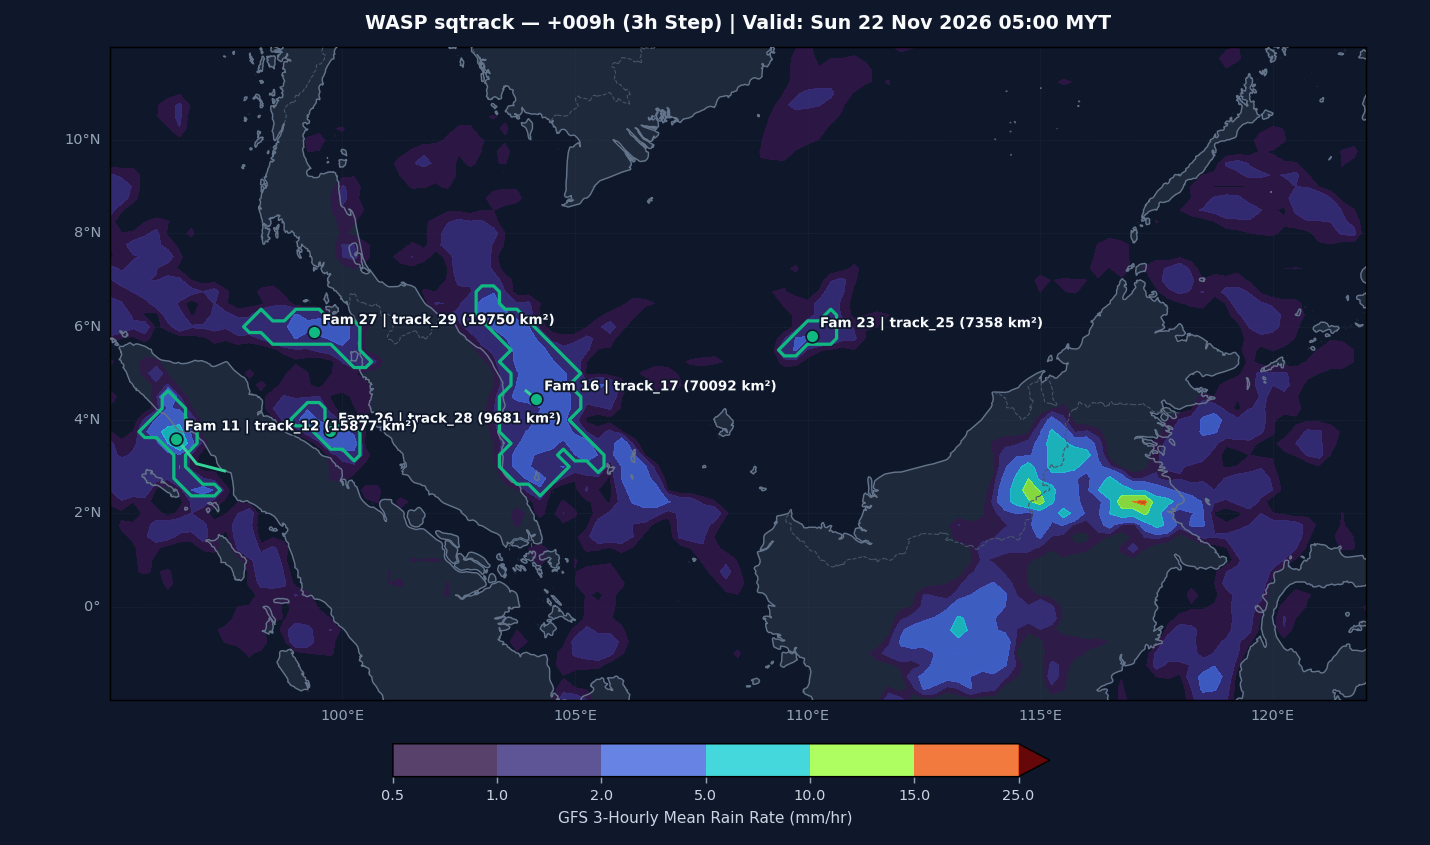 WASP sqtrack — +009h (3h Step) | Valid: Sun 22 Nov 2026 05:00 MYT
10°N
8°N
6°N
4°N
2°N
0°
Fam 27 | track_29 (19750 km²)
Fam 23 | track_25 (7358 km²)
Fam 16 | track_17 (70092 km²)
Fam 26 | track_28 (9681 km²)
Fam 11 | track_12 (15877 km²)
100°E
105°E
110°E
115°E
120°E
0.5
1.0
2.0
5.0
10.0
15.0
25.0
GFS 3-Hourly Mean Rain Rate (mm/hr)